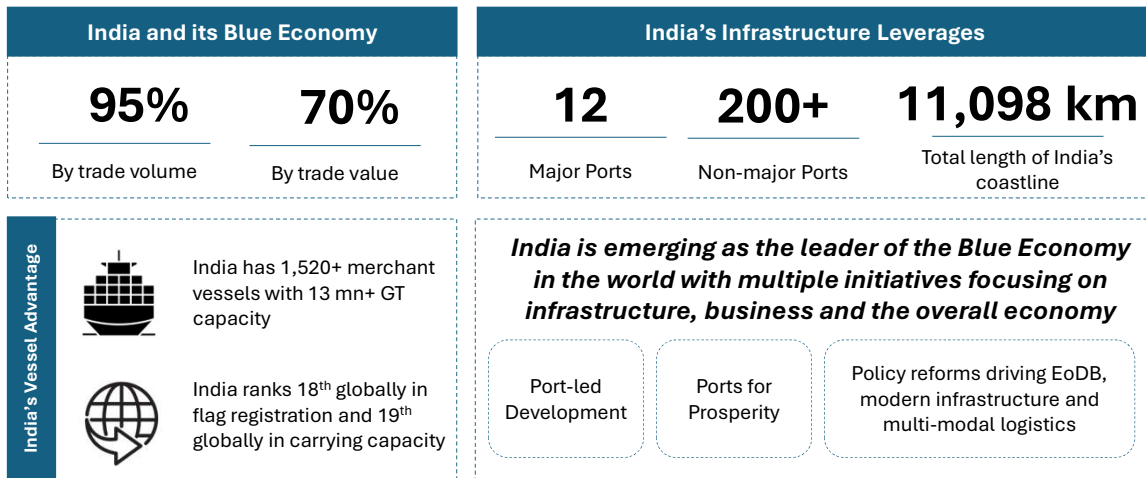 India and its Blue Economy
95%
By trade volume
70%
By trade value
India's Infrastructure Leverages
12
Major Ports
200+
Non-major Ports
11,098 km
Total length of India's
coastline
India's Vessel Advantage
India has 1,520+ merchant
vessels with 13 mn+ GT
capacity
India ranks 18th globally in
flag registration and 19th
globally in carrying capacity
India is emerging as the leader of the Blue Economy
in the world with multiple initiatives focusing on
infrastructure, business and the overall economy
Port-led
Development
Ports for
Prosperity
Policy reforms driving EoDB,
modern infrastructure and
multi-modal logistics